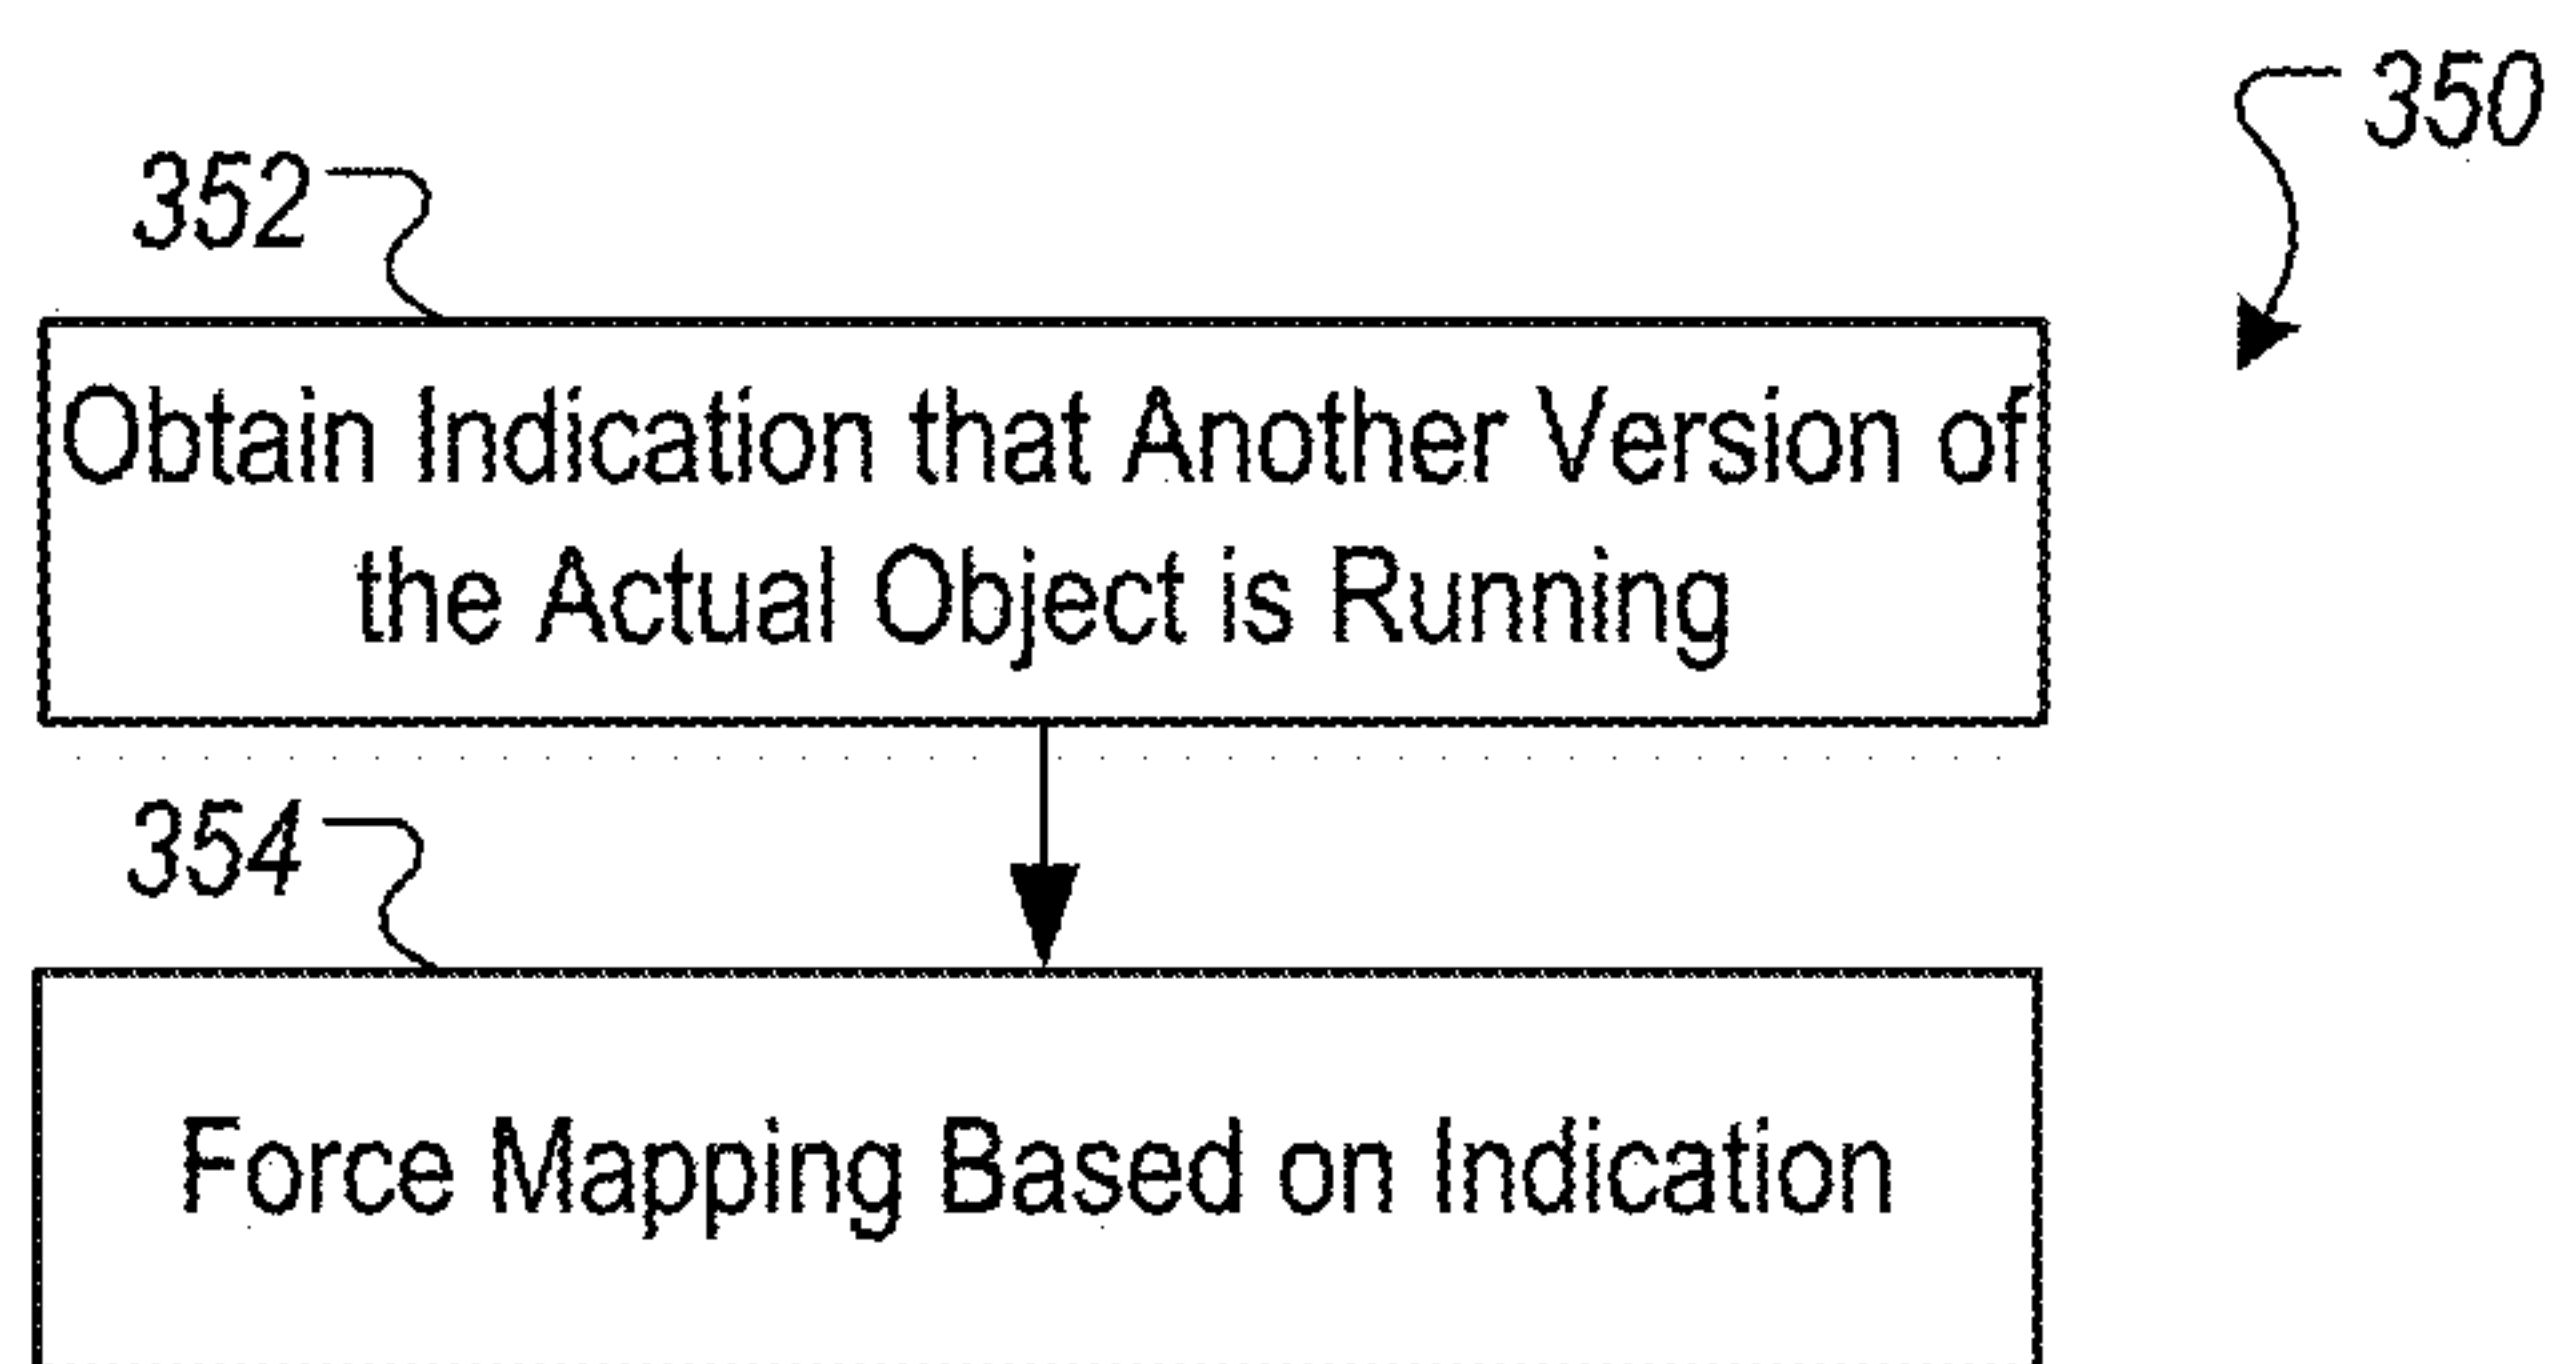 350
352
Obtain Indication that Another Version of
the Actual Object is Running
354
Force Mapping Based on Indication